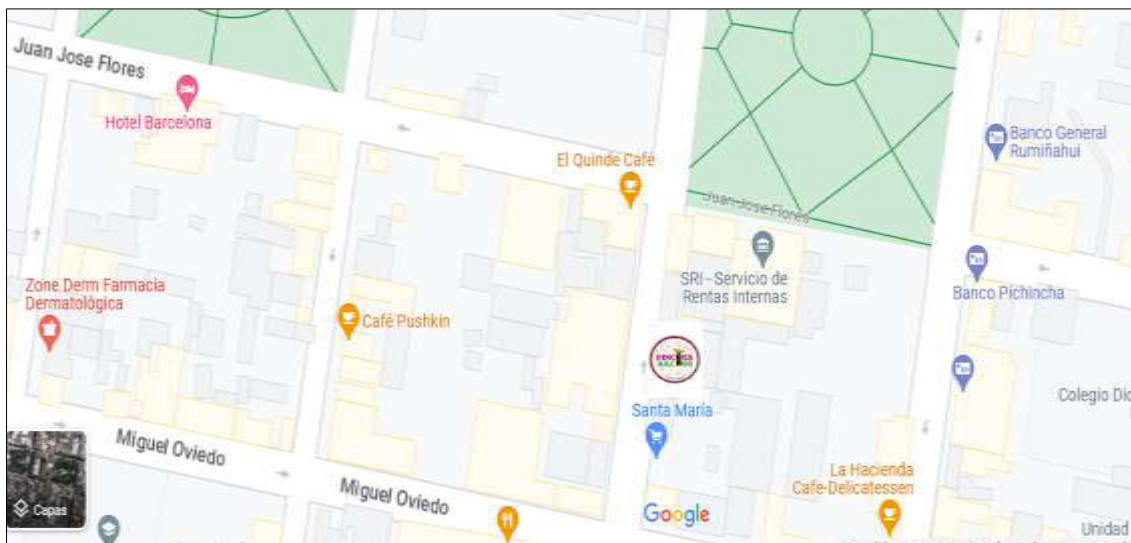 Juan Jose Flores
Hotel Barcelona
El Quinde Café
Banco General
Rumiñahui
Juan Jose Flores
SRI - Servicio de
Rentas Internas
Banco Pichincha
Zone Derm Farmacia
Dermatológica
Café Pushkin
Santa María
Colegio Dio
Miguel Oviedo
La Hacienda
Cafe-Delicatessen
Miguel Oviedo
Capas
Google
Unidad